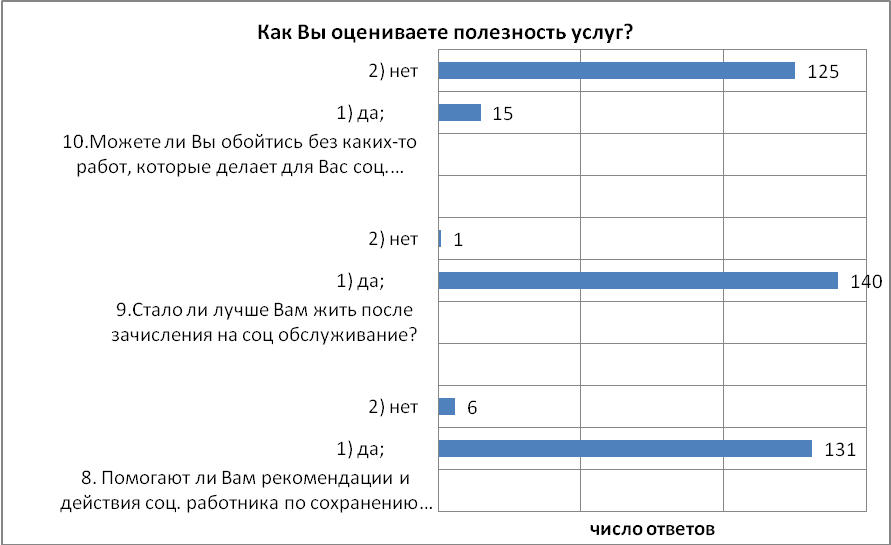 Как Вы оцениваете полезность услуг?
2) нет
125
1) да;
15
10.Можете ли Вы обойтись без каких-то
работ, которые делает для Вас соц....
2) нет
1
1) да;
140
9.Стало ли лучше Вам жить после
зачисления на соц обслуживание?
2) нет
6
1) да;
131
8. Помогают ли Вам рекомендации и
действия соц. работника по сохранению...
число ответов